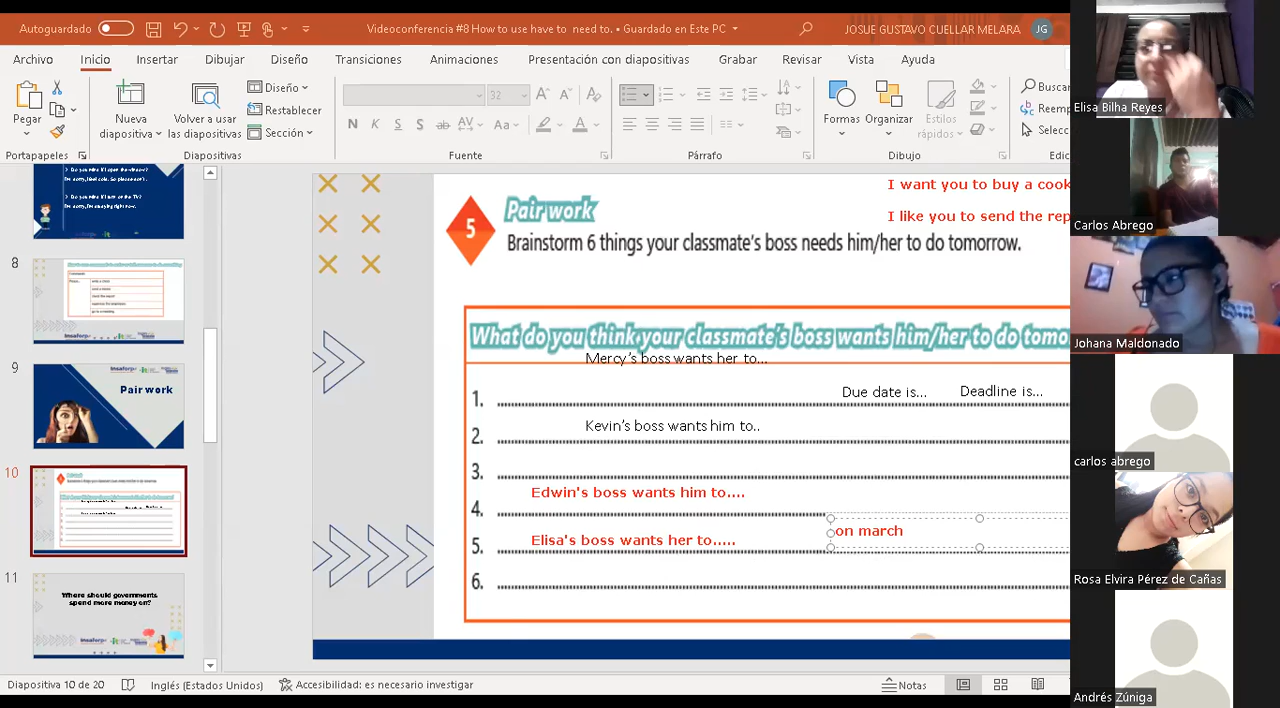 Autoguardado
Videoconferencia #8 How to use have to need to. • Guardado en Este PC
JOSUE GUSTAVO CUELLAR MELARA
JG
Archivo Inicio Insertar Dibujar Diseño Transiciones Animaciones Presentación con diapositivas Grabar Revisar Vista Ayuda
Pegar
Nueva diapositiva
Volver a usar las diapositivas
Diseño
Restablecer
Sección
32
N K S S ab AV Aa A
Formas
Organizar
Estilos rápidos
Buscar
Reemp
Selecc
Portapapeles
Diapositivas
Fuente
Párrafo
Dibujo
Edic
8
9
Pair work
10
11
Where should governments
spend more money on?
I want you to buy a cook
I like you to send the rep
5
Pair work
Brainstorm 6 things your classmate's boss needs him/her to do tomorrow.
What do you think your classmate's boss wants him/her to do tomo
Mercy's boss wants her to...
1.
Due date is...
Deadline is...
2.
Kevin's boss wants him to..
3.
Edwin's boss wants him to....
4.
on march
5.
Elisa's boss wants her to.....
6.
Diapositiva 10 de 20
Inglés (Estados Unidos)
Accesibilidad: es necesario investigar
Notas
Elisa Bilha Reyes
Carlos Abrego
Johana Maldonado
carlos abrego
Rosa Elvira Pérez de Cañas
Andrés Zúniga